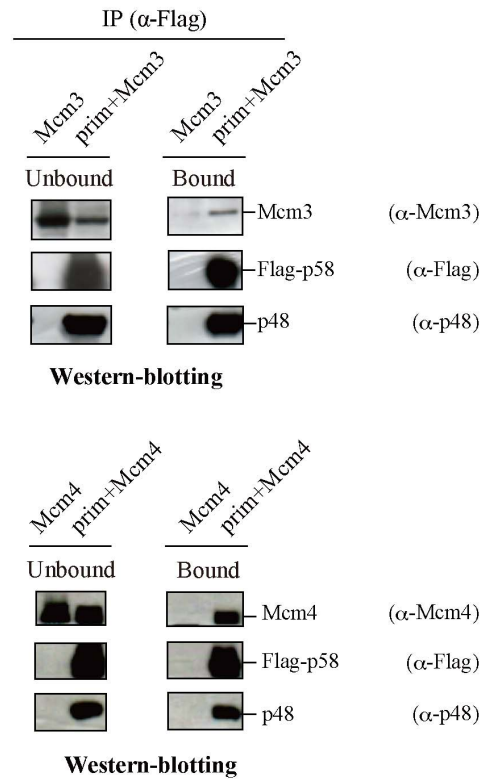 IP (α-Flag)
Mcm3 prim+Mcm3 Mcm3 prim+Mcm3
Unbound Bound
Mcm3 (α-Mcm3)
Flag-p58 (α-Flag)
p48 (α-p48)
Western-blotting
Mcm4 prim+Mcm4 Mcm4 prim+Mcm4
Unbound Bound
Mcm4 (α-Mcm4)
Flag-p58 (α-Flag)
p48 (α-p48)
Western-blotting